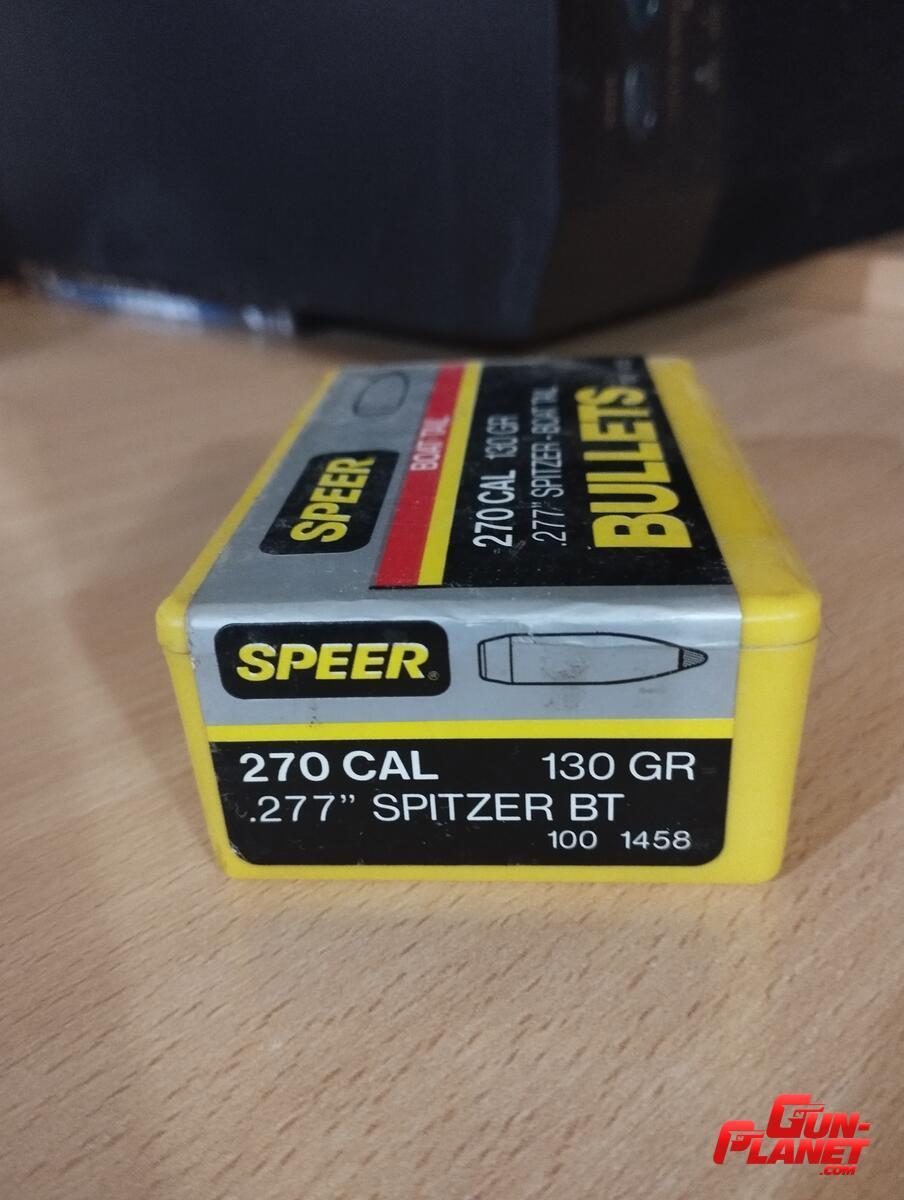 SPEER
BOAT TAIL
270 CAL 130 GR
.277" SPITZER-BOAT TAIL
BULLETS
SPEER®
270 CAL 130 GR
.277” SPITZER BT
100 1458
GUN-
PLANET
.COM